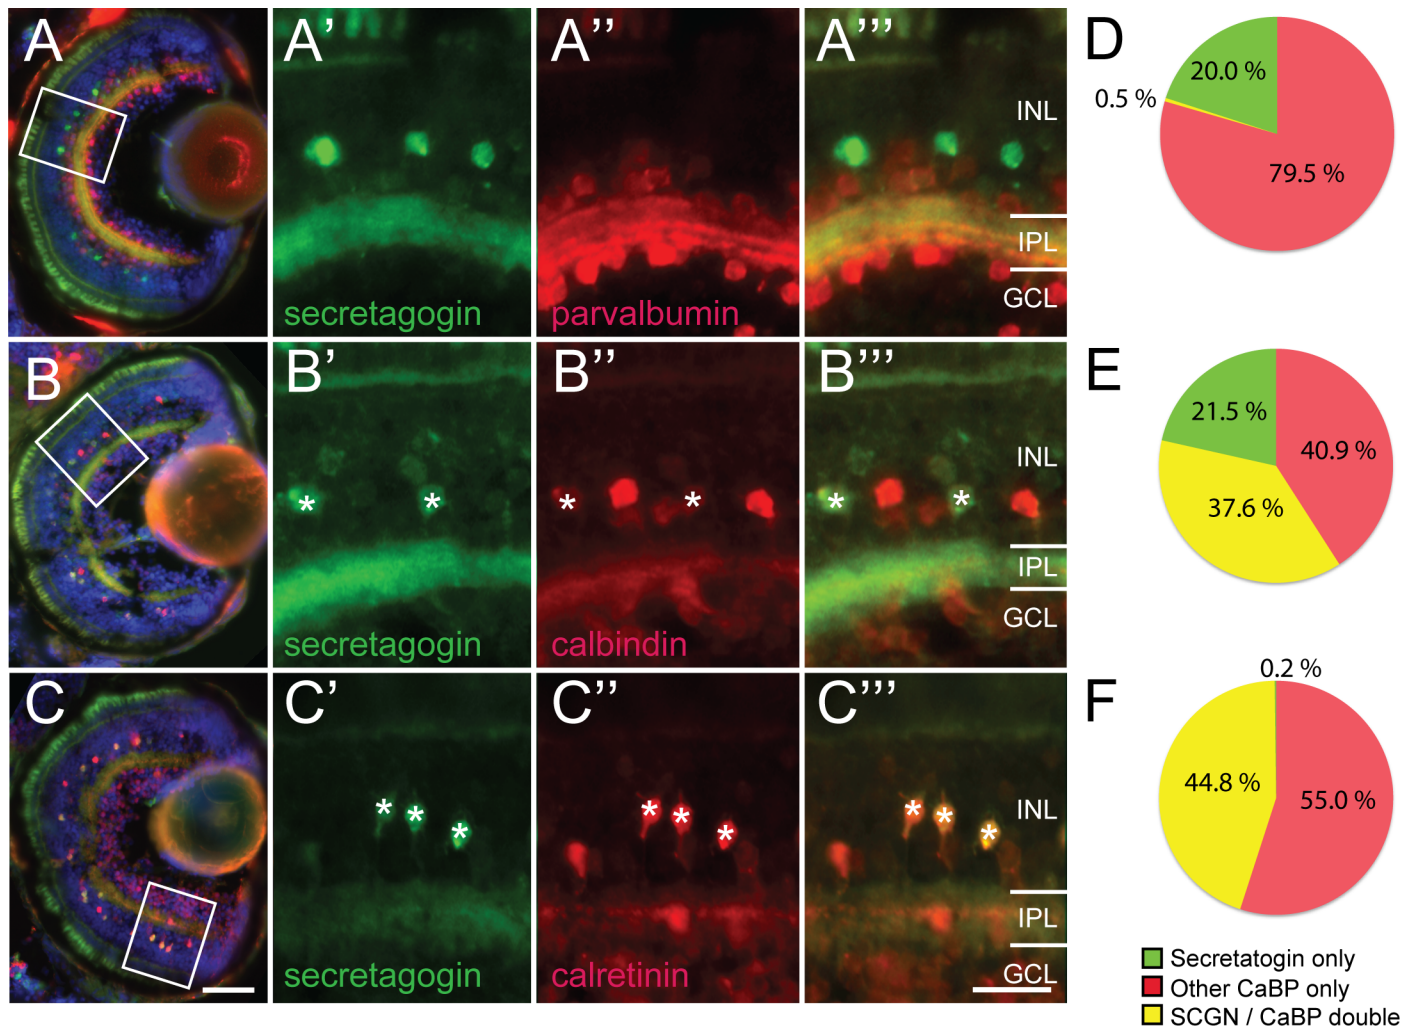 A A’ A’’ A’’’ D
INL
IPL
GCL
secretagogin parvalbumin
20.0 %
0.5 %
79.5 %
B B’ B’’ B’’’ E
* * * * * *
INL
IPL
GCL
secretagogin calbindin
21.5 %
40.9 %
37.6 %
C C’ C’’ C’’’ F
* * * * * * * * *
INL
IPL
GCL
secretagogin calretinin
0.2 %
44.8 %
55.0 %
Secretatogin only
Other CaBP only
SCGN / CaBP double